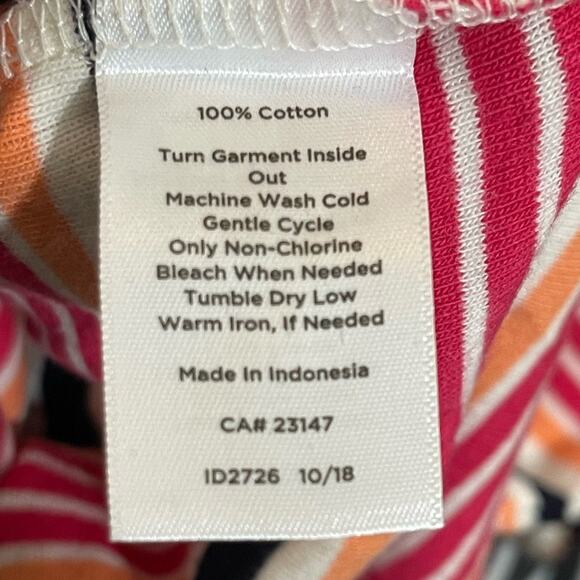 100% Cotton
Turn Garment Inside
Out
Machine Wash Cold
Gentle Cycle
Only Non-Chlorine
Bleach When Needed
Tumble Dry Low
Warm Iron, If Needed
Made In Indonesia
CA# 23147
ID2726 10/18